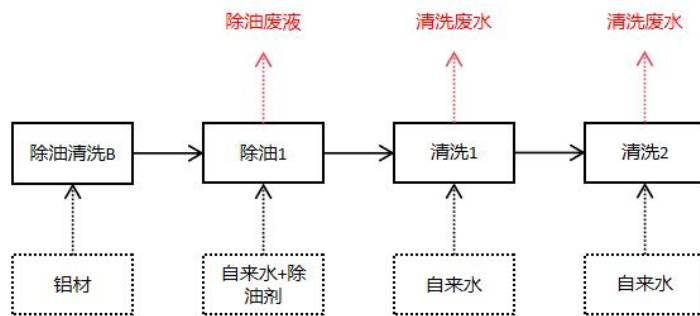 除油废液
清洗废水
清洗废水
除油清洗B
除油1
清洗1
清洗2
铝材
自来水+除
油剂
自来水
自来水